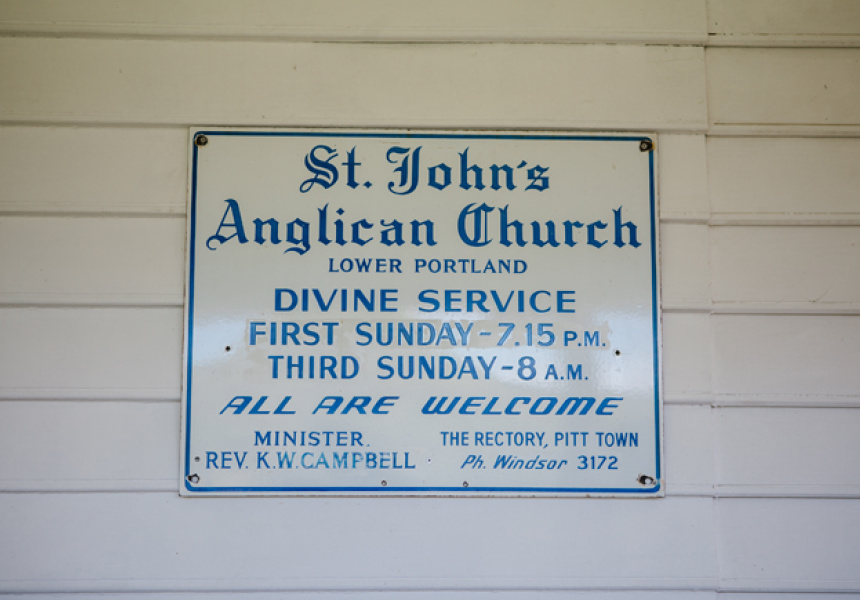 St. John's
Anglican Church
LOWER PORTLAND
DIVINE SERVICE
FIRST SUNDAY-7.15 P.M.
THIRD SUNDAY-8 A.M.
ALL ARE WELCOME
MINISTER.
REV. K.W. CAMPBELL
THE RECTORY, PITT TOWN
Ph. Windsor 3172